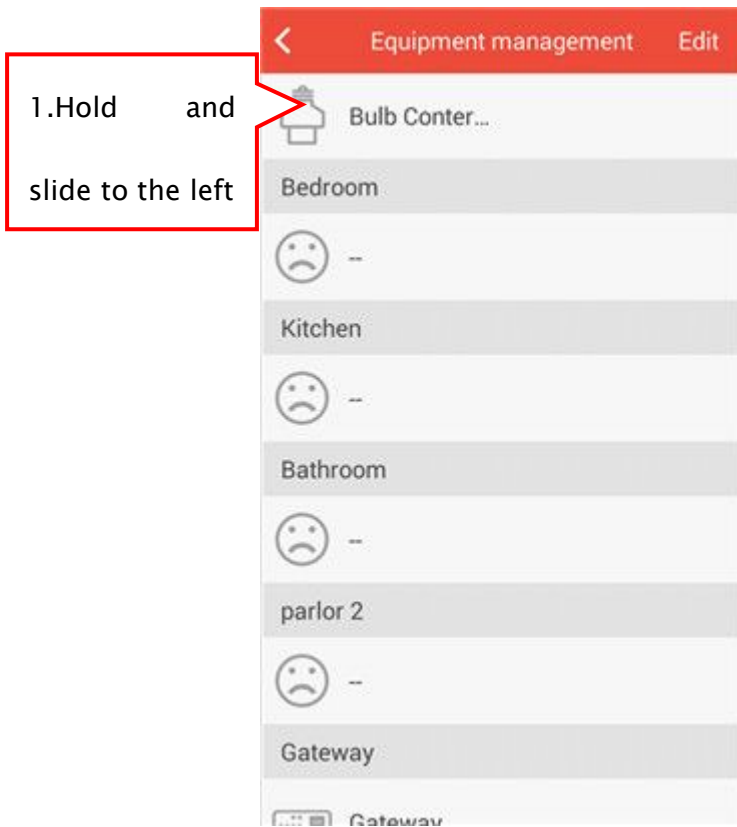 Equipment management Edit
1.Hold and
slide to the left
Bulb Conter...
Bedroom
--
Kitchen
--
Bathroom
--
parlor 2
--
Gateway
Gateway